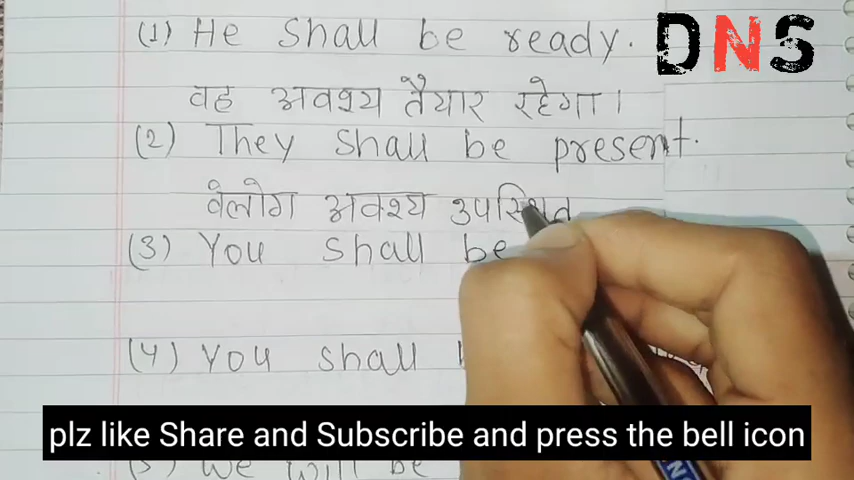 (1) He shall be ready.
DNS
वह अवश्य तैयार रहेगा।
(2) They shall be present.
वेलोग अवश्य उपस्थित
(3) You shall be
(4) You shall
plz like Share and Subscribe and press the bell icon
(5) We will be